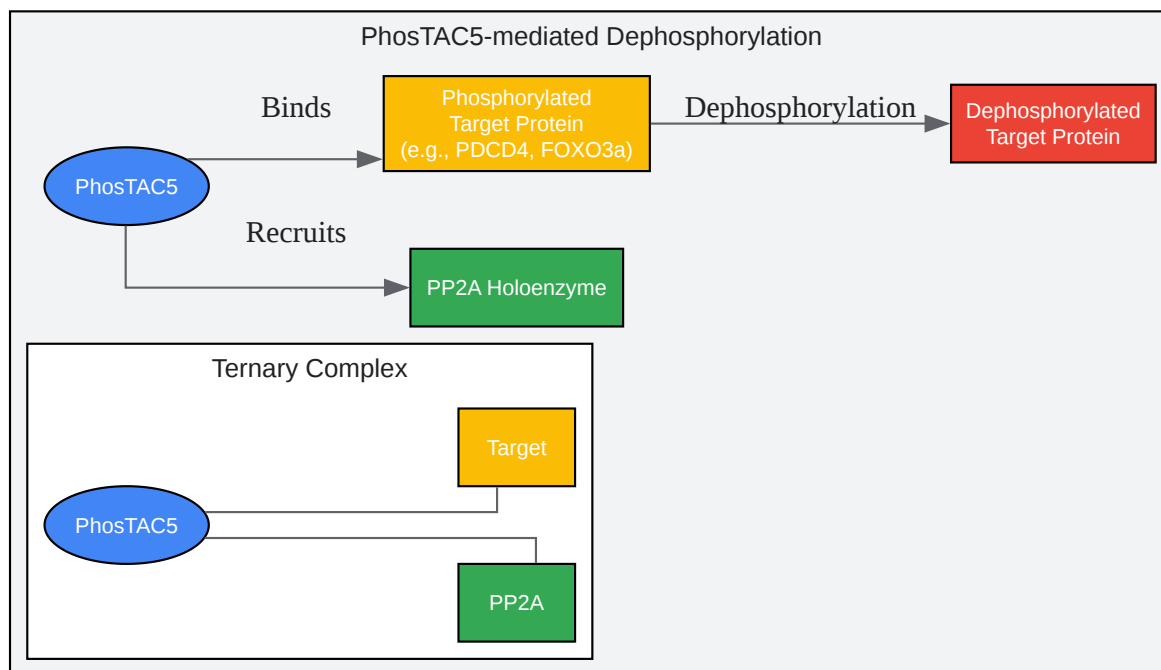 PhosTAC5-mediated Dephosphorylation
Binds
Phosphorylated
Target Protein
(e.g., PDCD4, FOXO3a)
Dephosphorylation
Dephosphorylated
Target Protein
PhosTAC5
Recruits
PP2A Holoenzyme
Ternary Complex
Target
PhosTAC5
PP2A